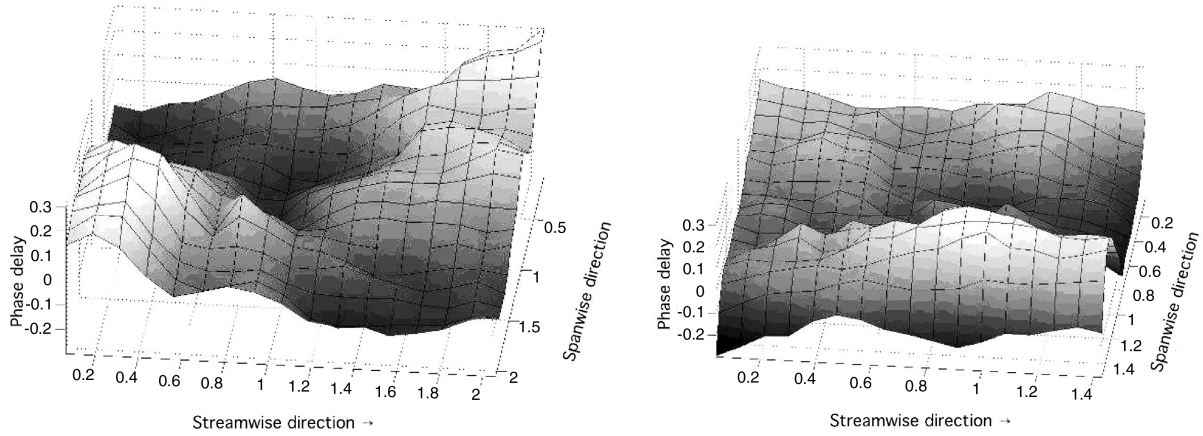 0.3
0.2
0.1
0
-0.1
-0.2
Phase delay
0.2 0.4 0.6 0.8 1 1.2 1.4 1.6 1.8 2
Streamwise direction →
0.5
1
1.5
2
Spanwise direction
0.3
0.2
0.1
0
-0.1
-0.2
Phase delay
0.2 0.4 0.6 0.8 1 1.2 1.4
Streamwise direction →
0.2
0.4
0.6
0.8
1
1.2
1.4
Spanwise direction